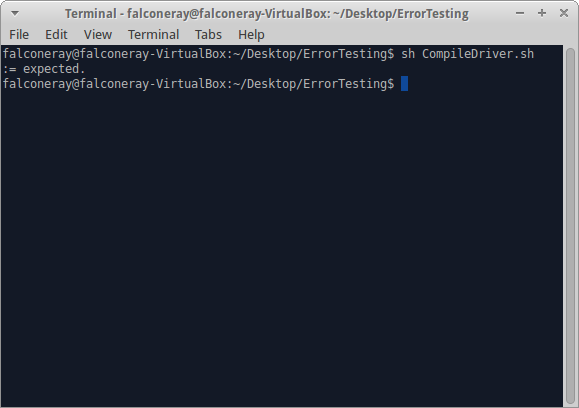 Terminal - falconeray@falconeray-VirtualBox: ~/Desktop/ErrorTesting
File Edit View Terminal Tabs Help
falconeray@falconeray-VirtualBox:~/Desktop/ErrorTesting$ sh CompileDriver.sh
:= expected.
falconeray@falconeray-VirtualBox:~/Desktop/ErrorTesting$